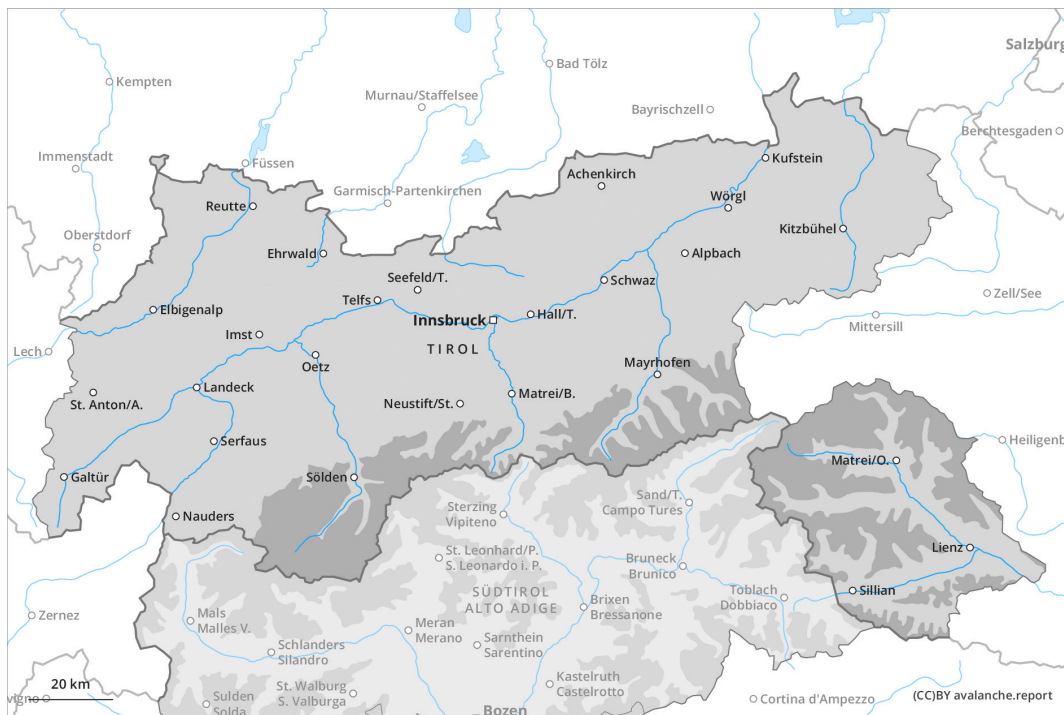 Salzburg
Kempten
Bad Tölz
Murnau/Staffelsee
Bayrischzell
Berchtesgaden
Immenstadt
Füssen
Kufstein
Garmisch-Partenkirchen
Achenkirch
Reutte
Wörgl
Oberstdorf
Kitzbühel
Ehrwald
Alpbach
Seefeld/T.
Schwaz
Telfs
Zell/See
Elbigenalp
Innsbruck
Hall/T.
Mittersill
Imst
TIROL
Lech
Oetz
Mayrhofen
Landeck
St. Anton/A.
Matrei/B.
Neustift/St.
Serfaus
Heiligenb
Matrei/O.
Galtür
Sölden
Sterzing
Vipiteno
Sand/T.
Campo Tures
Nauders
Lienz
St. Leonhard/P.
S. Leonardo i. P.
Bruneck
Brunico
SÜDTIROL
ALTO ADIGE
Toblach
Dobbiaco
Sillian
Brixen
Bressanone
Zernez
Mals
Malles V.
Meran
Merano
Sarnthein
Sarentino
Schlanders
Silandro
20 km
St. Walburg
S. Valburga
Kastelruth
Castelrotto
Sulden
Solda
vigno
Cortina d'Ampezzo
(CC)BY avalanche.report
Bozen